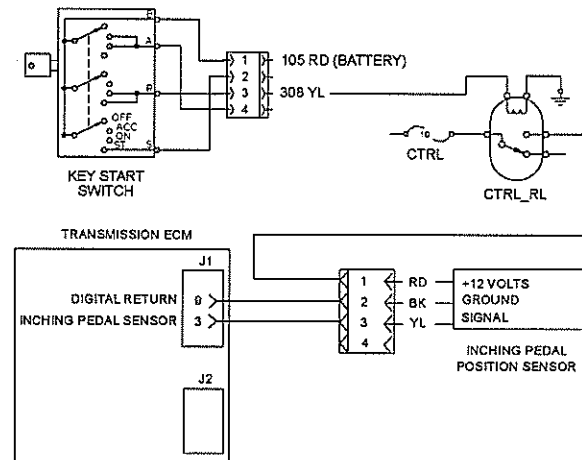 B
A
R
S
OFF
ACC
ON
ST
KEY START
SWITCH
1
2
3
4
105 RD (BATTERY)
308 YL
10
CTRL
CTRL_RL
TRANSMISSION ECM
J1
DIGITAL RETURN 9
INCHING PEDAL SENSOR 3
J2
1 RD +12 VOLTS
2 BK GROUND
3 YL SIGNAL
4
INCHING PEDAL
POSITION SENSOR